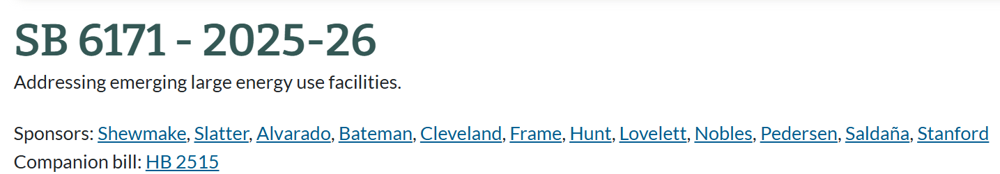 SB 6171 - 2025-26
Addressing emerging large energy use facilities.
Sponsors: Shewmake, Slatter, Alvarado, Bateman, Cleveland, Frame, Hunt, Lovelett, Nobles, Pedersen, Saldaña, Stanford
Companion bill: HB 2515